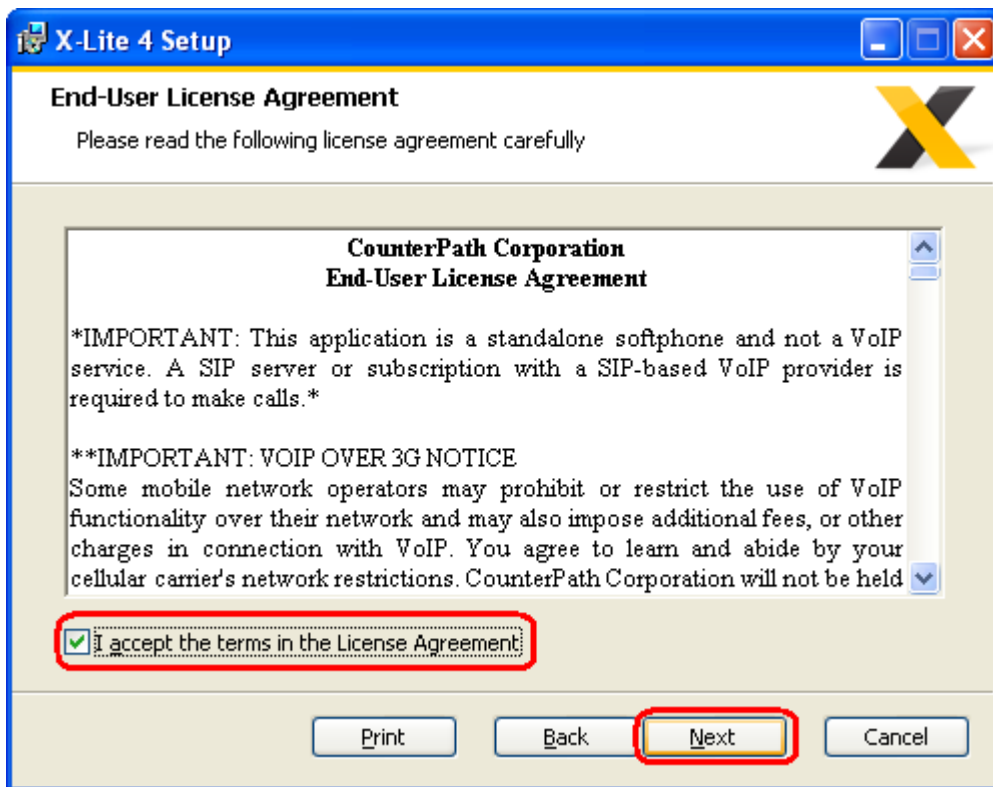 X-Lite 4 Setup
End-User License Agreement
Please read the following license agreement carefully
CounterPath Corporation
End-User License Agreement
*IMPORTANT: This application is a standalone softphone and not a VoIP
service. A SIP server or subscription with a SIP-based VoIP provider is
required to make calls.*
**IMPORTANT: VOIP OVER 3G NOTICE
Some mobile network operators may prohibit or restrict the use of VoIP
functionality over their network and may also impose additional fees, or other
charges in connection with VoIP. You agree to learn and abide by your
cellular carrier's network restrictions. CounterPath Corporation will not be held
I accept the terms in the License Agreement
Print Back Next Cancel